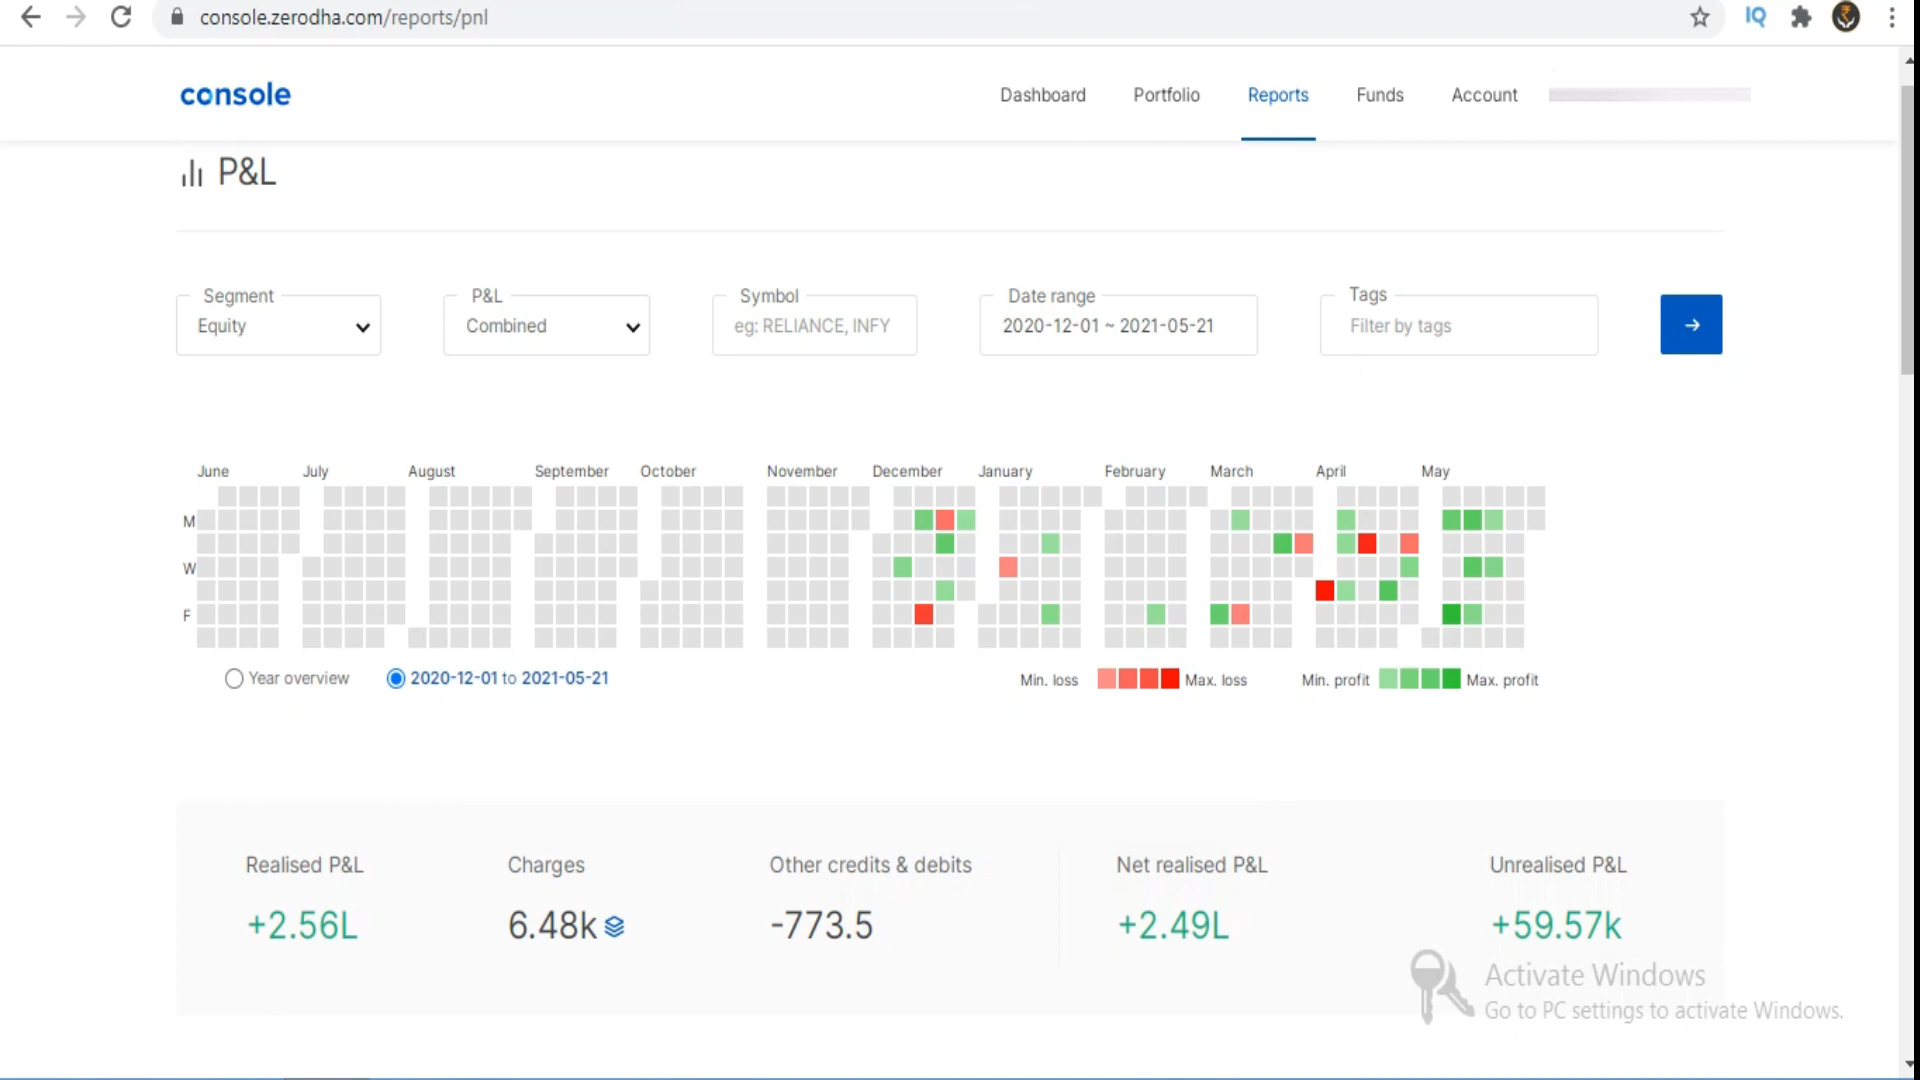 console.zerodha.com/reports/pnl
IQ
console
Dashboard Portfolio Reports Funds Account
P&L
Segment P&L Symbol Date range Tags
Equity Combined eg: RELIANCE, INFY 2020-12-01 ~ 2021-05-21 Filter by tags
June July August September October November December January February March April May
M
W
F
Year overview 2020-12-01 to 2021-05-21 Min. loss Max. loss Min. profit Max. profit
Realised P&L Charges Other credits & debits Net realised P&L Unrealised P&L
+2.56L 6.48k -773.5 +2.49L +59.57k
Activate Windows
Go to PC settings to activate Windows.